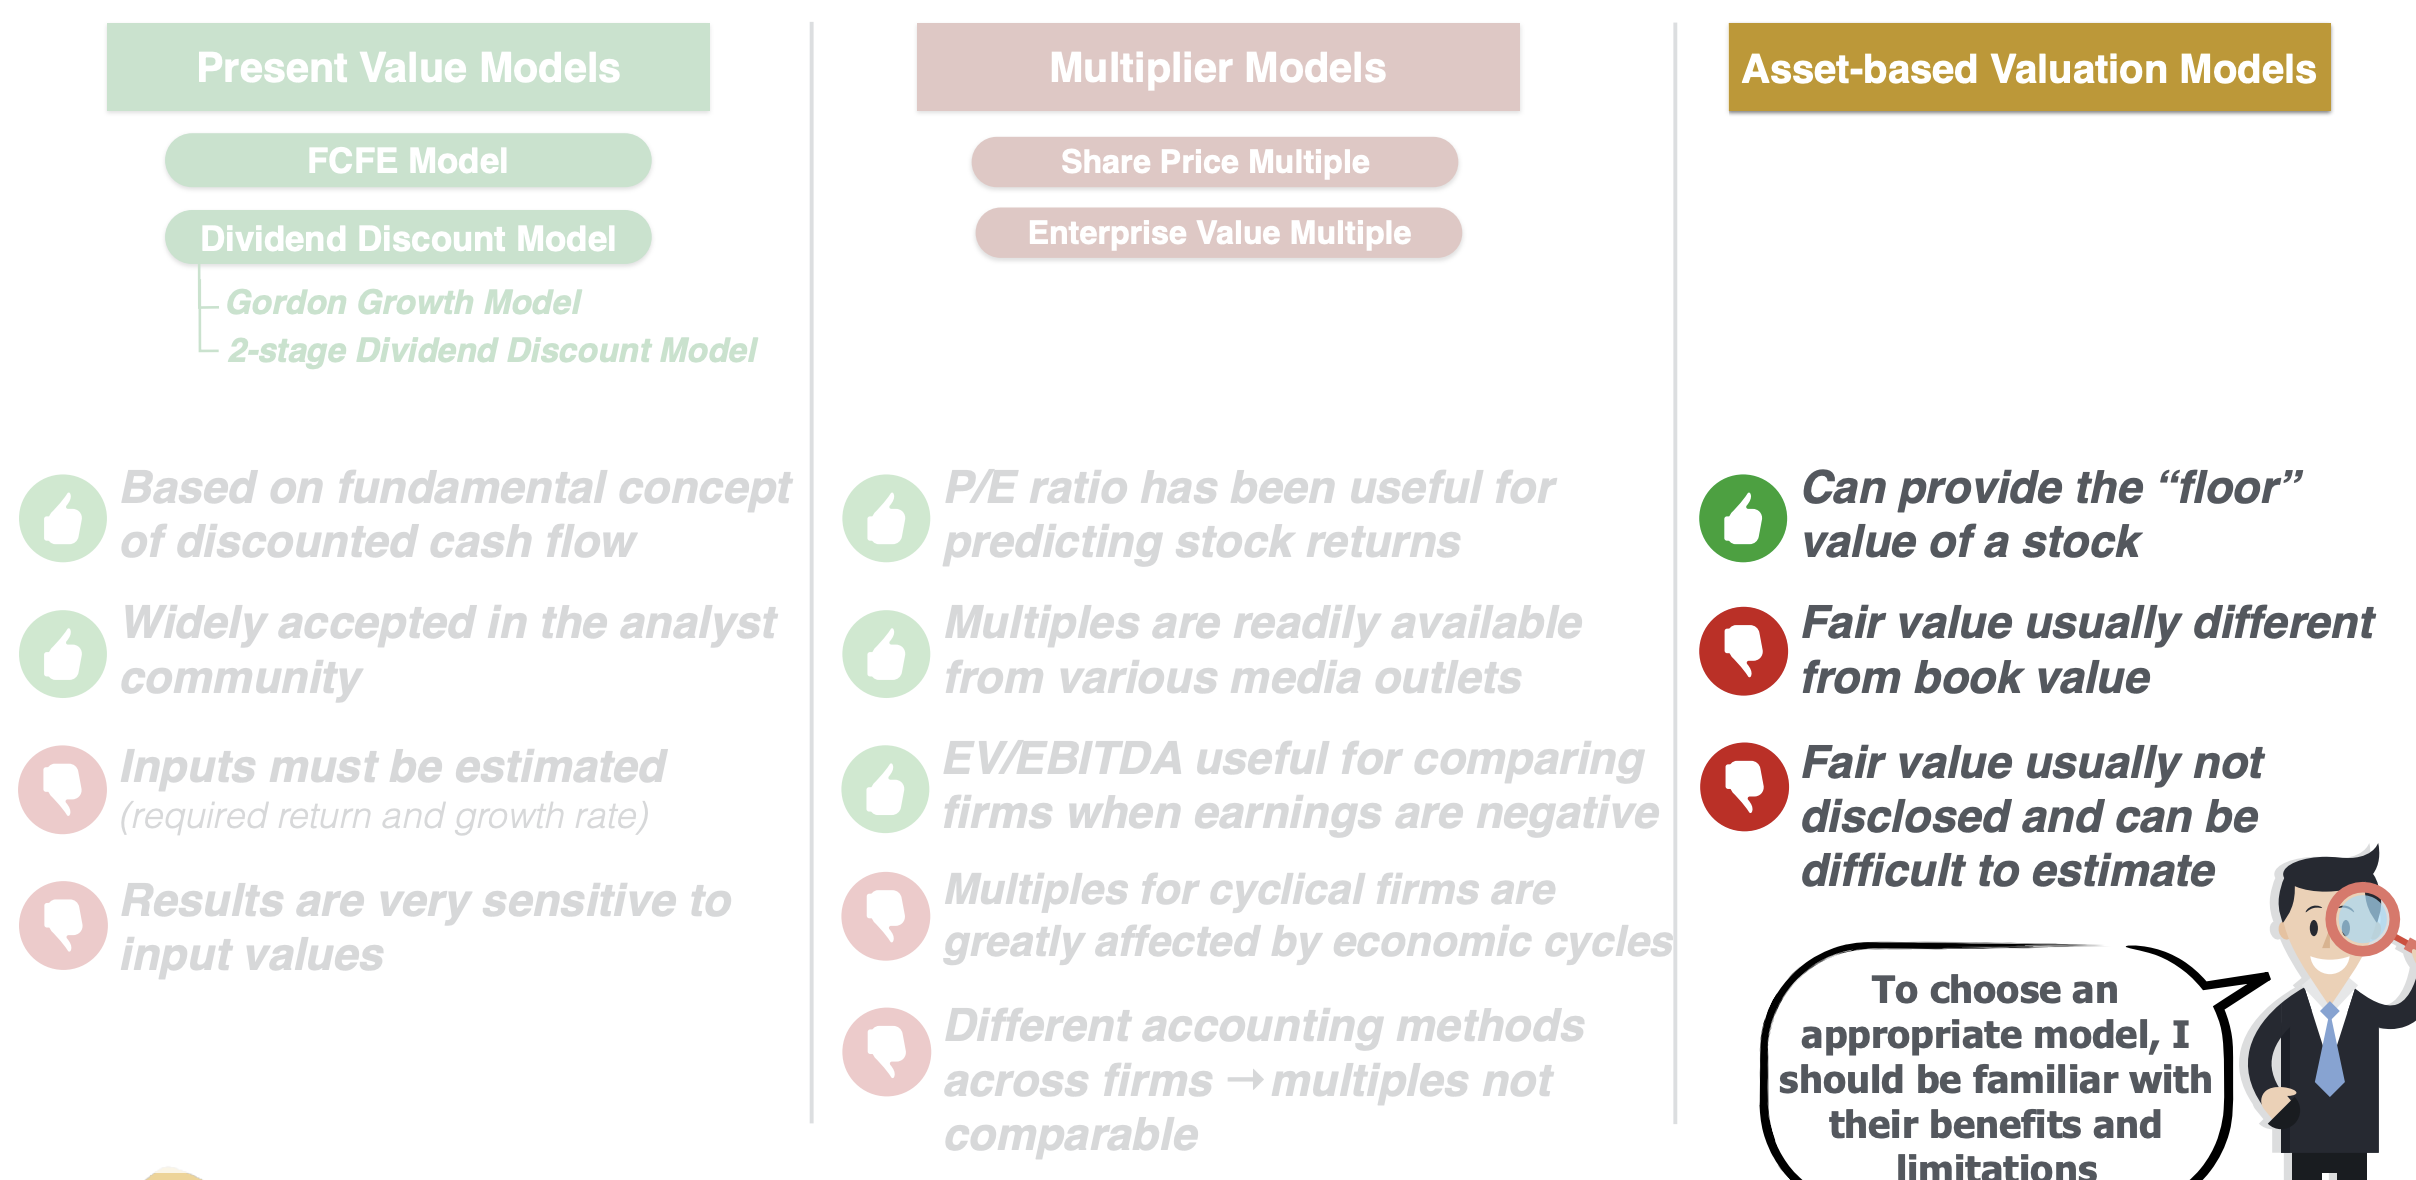 Present Value Models
FCFE Model
Dividend Discount Model
Gordon Growth Model
2-stage Dividend Discount Model
Based on fundamental concept
of discounted cash flow
Widely accepted in the analyst
community
Inputs must be estimated
(required return and growth rate)
Results are very sensitive to
input values
Multiplier Models
Share Price Multiple
Enterprise Value Multiple
P/E ratio has been useful for
predicting stock returns
Multiples are readily available
from various media outlets
EV/EBITDA useful for comparing
firms when earnings are negative
Multiples for cyclical firms are
greatly affected by economic cycles
Different accounting methods
across firms → multiples not
comparable
Asset-based Valuation Models
Can provide the “floor”
value of a stock
Fair value usually different
from book value
Fair value usually not
disclosed and can be
difficult to estimate
To choose an
appropriate model, I
should be familiar with
their benefits and
limitations